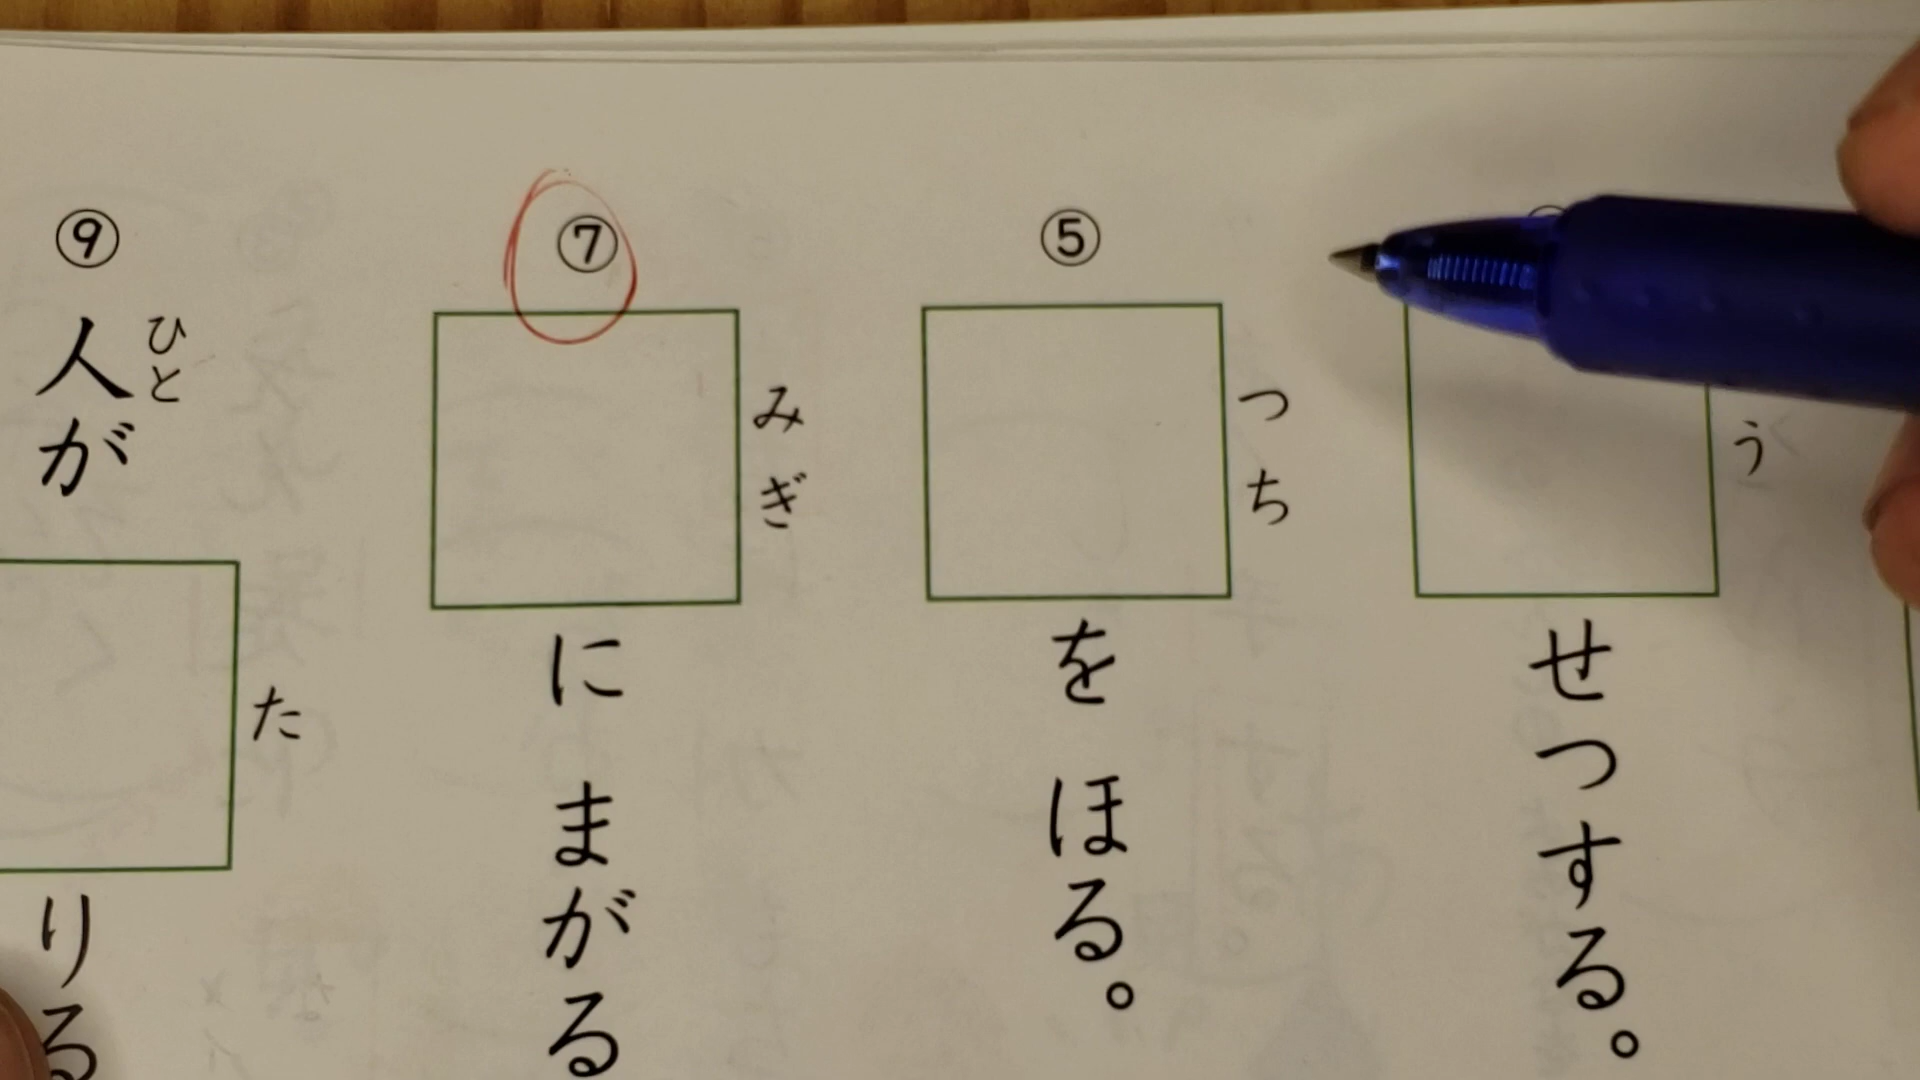 う
せつする。
⑤
つち
をほる。
⑦
みぎ
にまがる
⑨
ひと
人が
た
りる